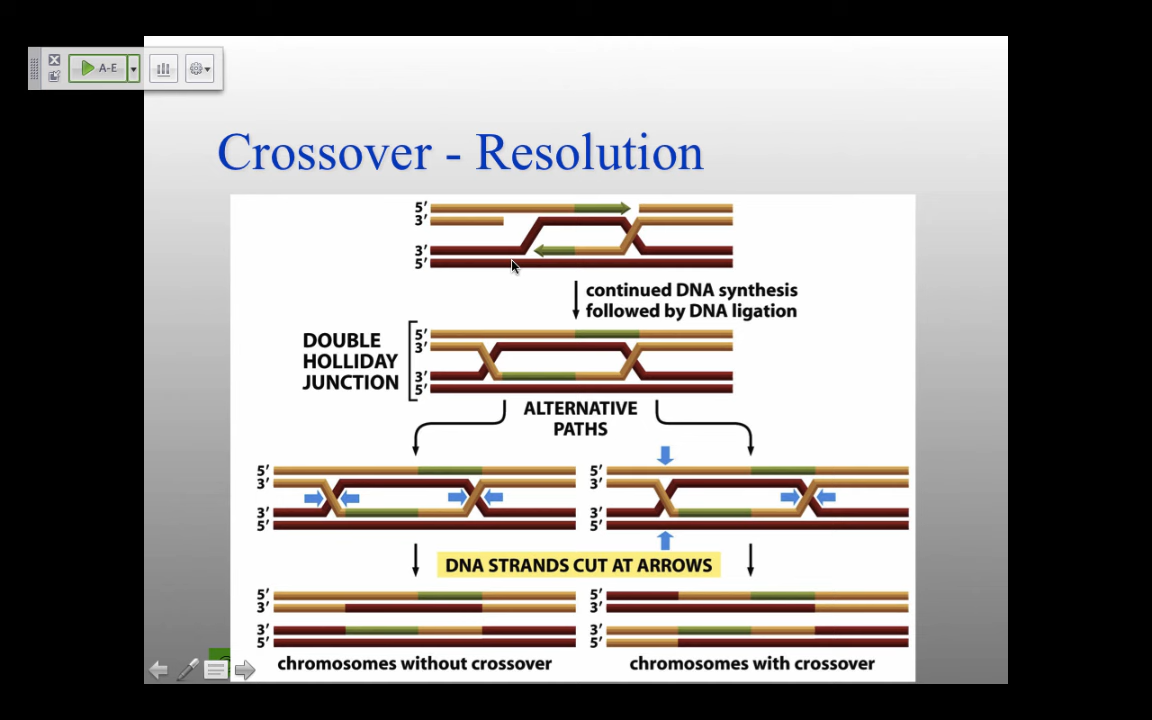 A-E
Crossover - Resolution
5′
3′
3′
5′
continued DNA synthesis
followed by DNA ligation
DOUBLE
HOLLIDAY
JUNCTION
5′
3′
3′
5′
ALTERNATIVE
PATHS
5′
3′
3′
5′
5′
3′
3′
5′
DNA STRANDS CUT AT ARROWS
5′
3′
3′
5′
5′
3′
3′
5′
chromosomes without crossover
chromosomes with crossover